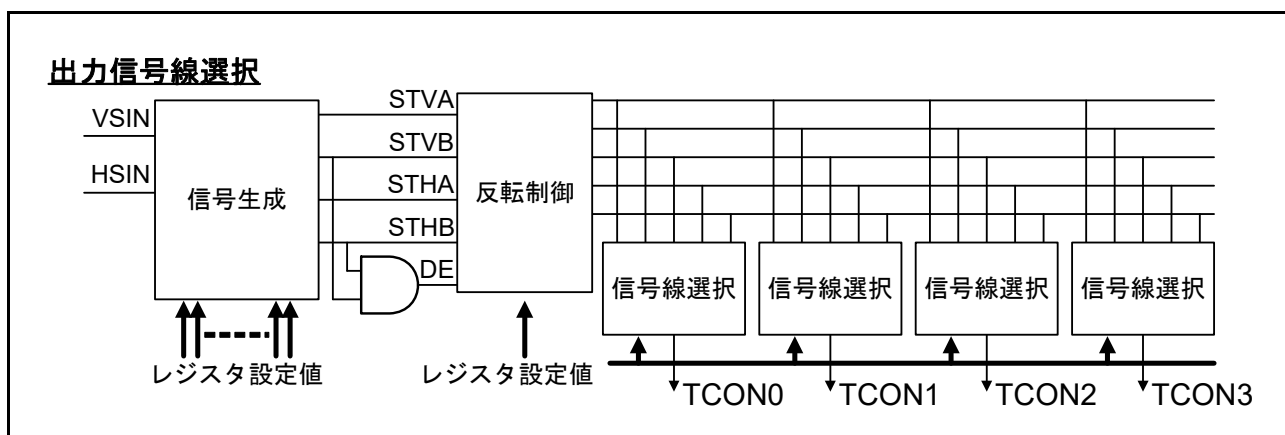 出力信号線選択
VSIN
HSIN
信号生成
STVA
STVB
STHA
STHB
DE
反転制御
信号線選択
信号線選択
信号線選択
信号線選択
レジスタ設定値
レジスタ設定値
TCON0
TCON1
TCON2
TCON3